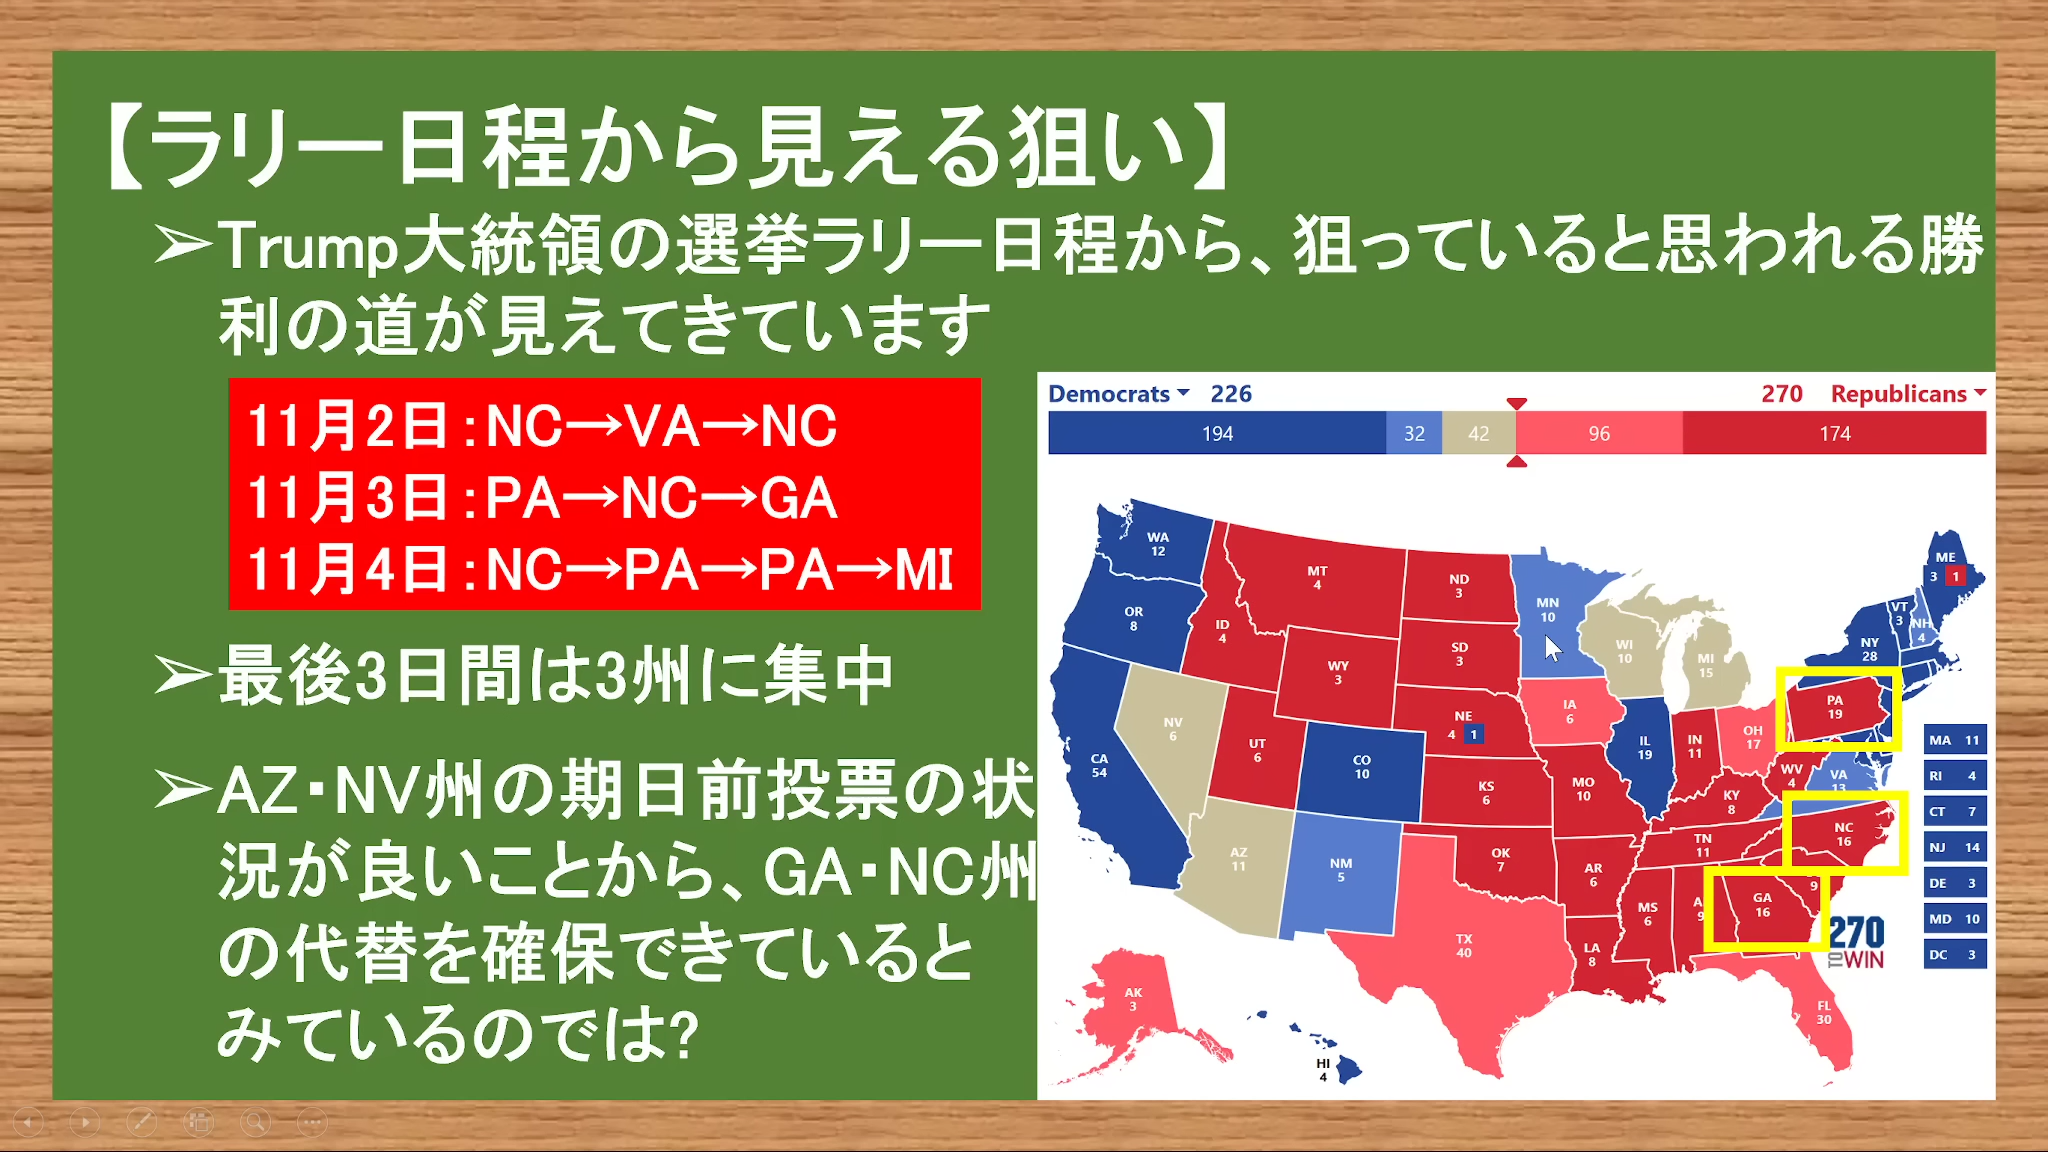 【ラリー日程から見える狙い】
➢Trump大統領の選挙ラリー日程から、狙っていると思われる勝
利の道が見えてきています
11月2日:NC→VA→NC
11月3日:PA→NC→GA
11月4日:NC→PA→PA→MI
➢最後3日間は3州に集中
➢AZ・NV州の期日前投票の状
況が良いことから、GA・NC州
の代替を確保できていると
みているのでは?
Democrats 226
270 Republicans
194 32 42 96 174
WA
12
OR
8
CA
54
NV
6
ID
4
MT
4
WY
3
UT
6
AZ
11
CO
10
NM
5
ND
3
SD
3
NE
4 1
KS
6
OK
7
TX
40
MN
10
IA
6
MO
10
AR
6
LA
8
WI
10
IL
19
MI
15
IN
11
OH
17
KY
8
TN
11
MS
6
A
9
GA
16
FL
30
9
NC
16
VA
13
WV
4
PA
19
NY
28
VT
3
NH
4
ME
3 1
MA 11
RI 4
CT 7
NJ 14
DE 3
MD 10
DC 3
AK
3
HI
4
270
TO WIN